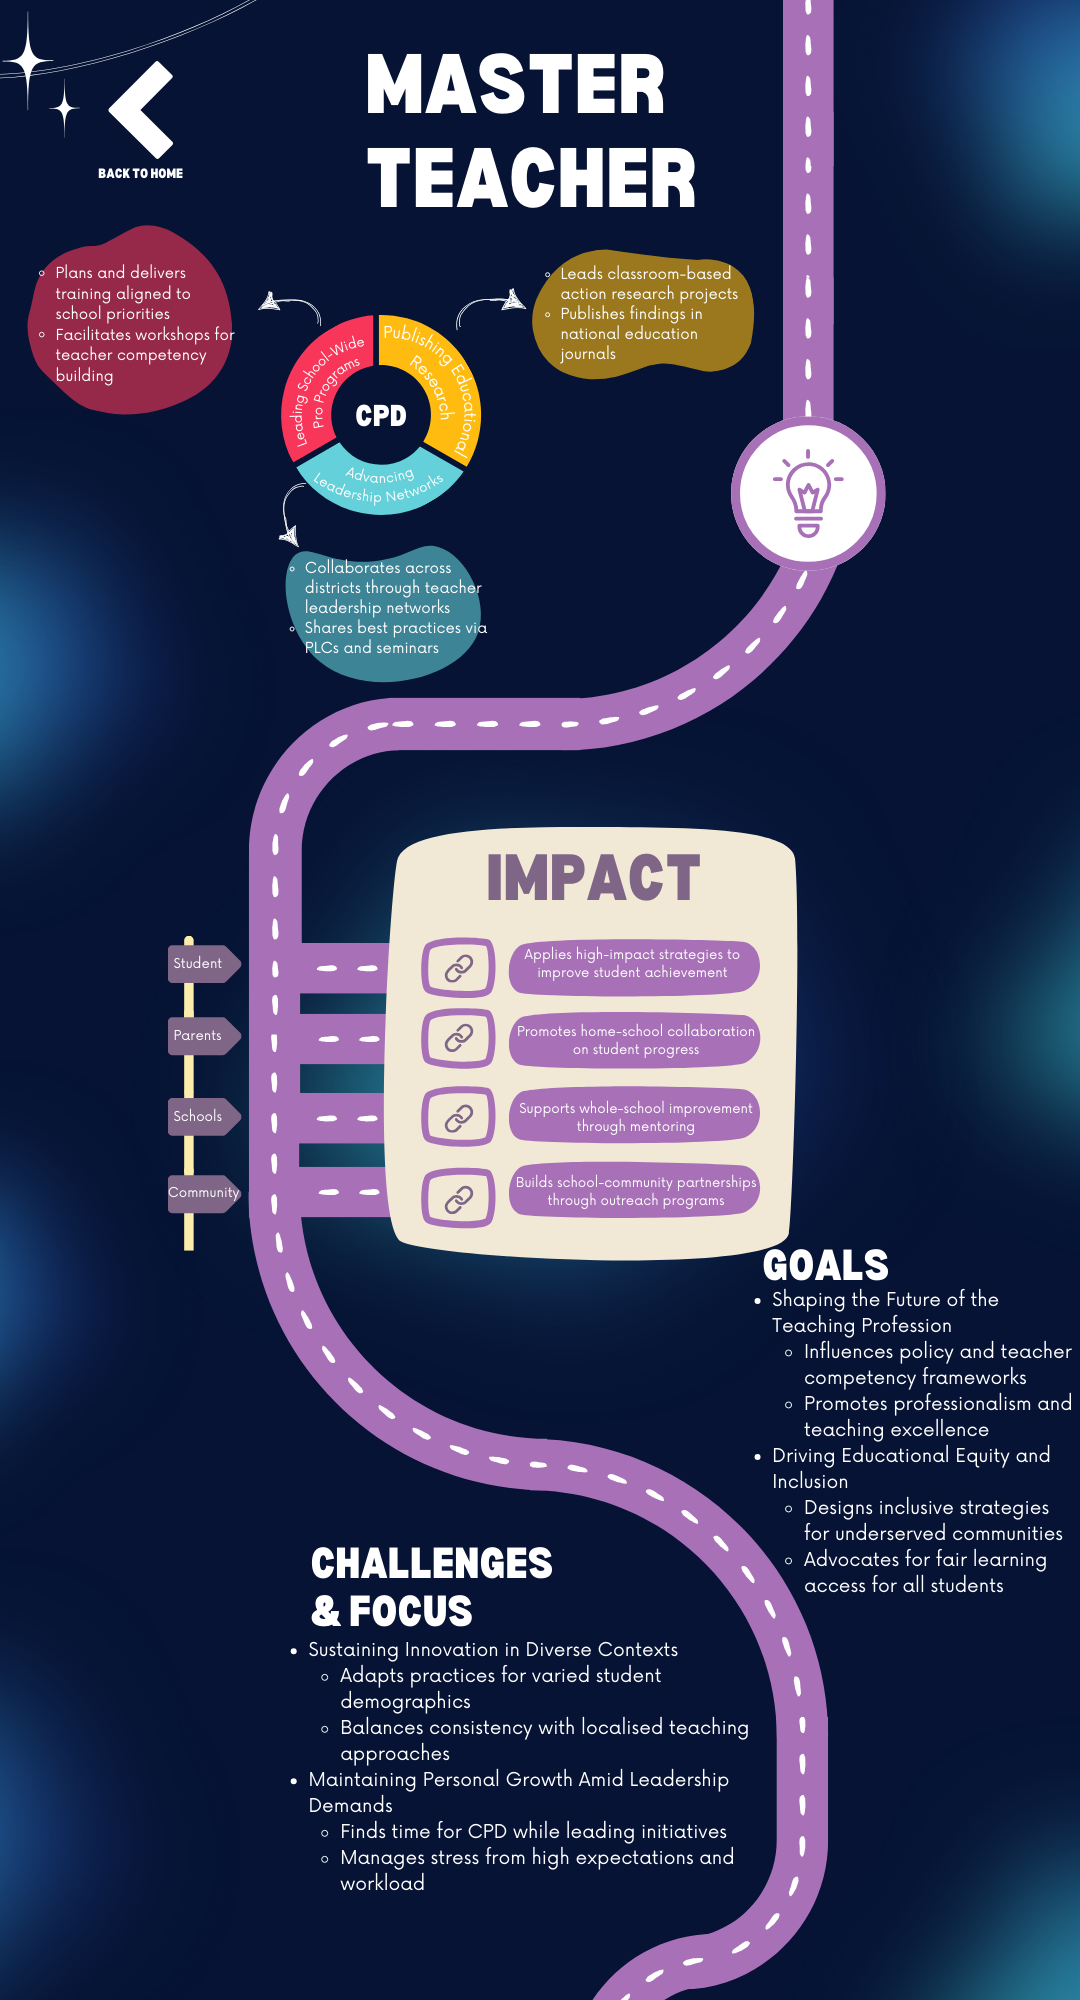 MASTER
TEACHER
BACK TO HOME
Plans and delivers
training aligned to
school priorities
Facilitates workshops for
teacher competency
building
Leads classroom-based
action research projects
Publishes findings in
national education
journals
Leading School-Wide
Pro Programs
Publishing Educational
Research
CPD
Advancing
Leadership Networks
Collaborates across
districts through teacher
leadership networks
Shares best practices via
PLCs and seminars
IMPACT
Student
Applies high-impact strategies to
improve student achievement
Parents
Promotes home-school collaboration
on student progress
Schools
Supports whole-school improvement
through mentoring
Community
Builds school-community partnerships
through outreach programs
GOALS
Shaping the Future of the
Teaching Profession
Influences policy and teacher
competency frameworks
Promotes professionalism and
teaching excellence
Driving Educational Equity and
Inclusion
Designs inclusive strategies
for underserved communities
Advocates for fair learning
access for all students
CHALLENGES
& FOCUS
Sustaining Innovation in Diverse Contexts
Adapts practices for varied student
demographics
Balances consistency with localised teaching
approaches
Maintaining Personal Growth Amid Leadership
Demands
Finds time for CPD while leading initiatives
Manages stress from high expectations and
workload